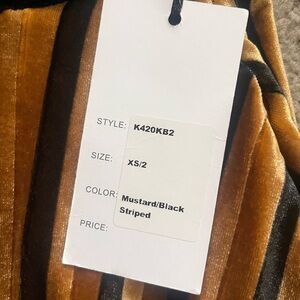 STYLE: K420KB2
SIZE: XS/2
COLOR: Mustard/Black
Striped
PRICE: